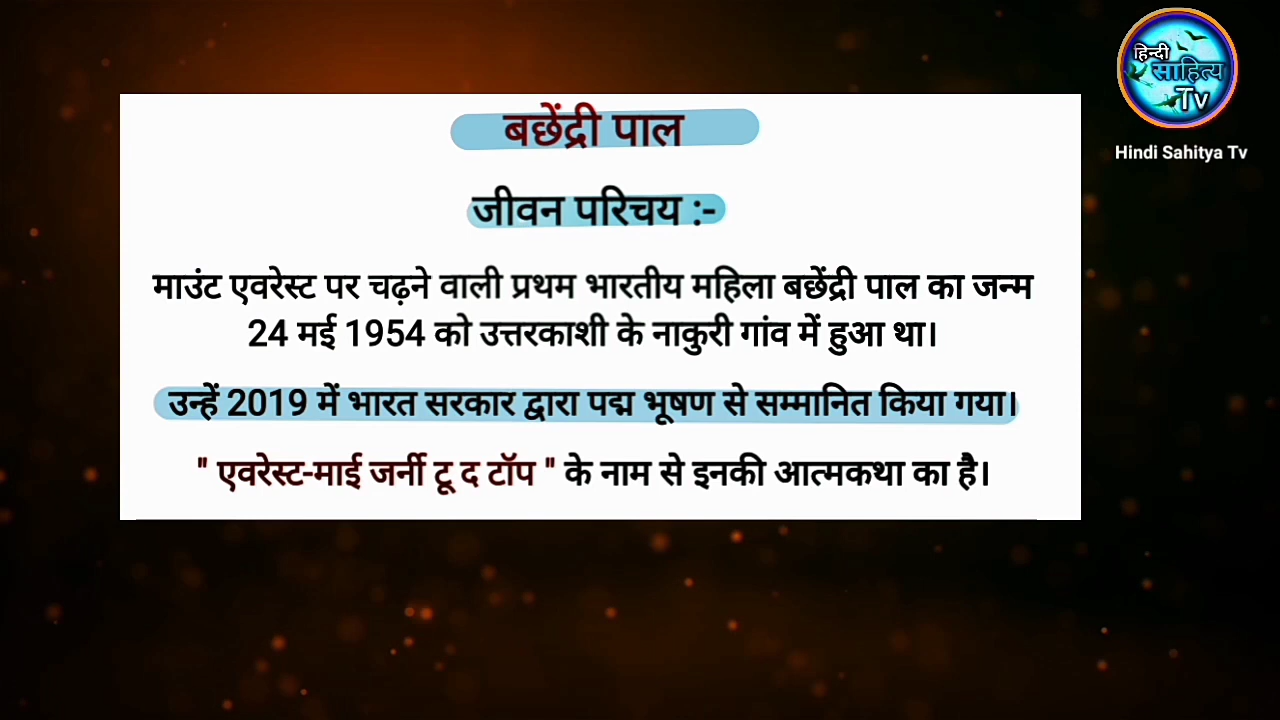 हिन्दी
साहित्य
Tv
Hindi Sahitya Tv
बछेंद्री पाल
जीवन परिचय :-
माउंट एवरेस्ट पर चढ़ने वाली प्रथम भारतीय महिला बछेंद्री पाल का जन्म
24 मई 1954 को उत्तरकाशी के नाकुरी गांव में हुआ था।
उन्हें 2019 में भारत सरकार द्वारा पद्म भूषण से सम्मानित किया गया।
" एवरेस्ट-माई जर्नी टू द टॉप " के नाम से इनकी आत्मकथा का है।